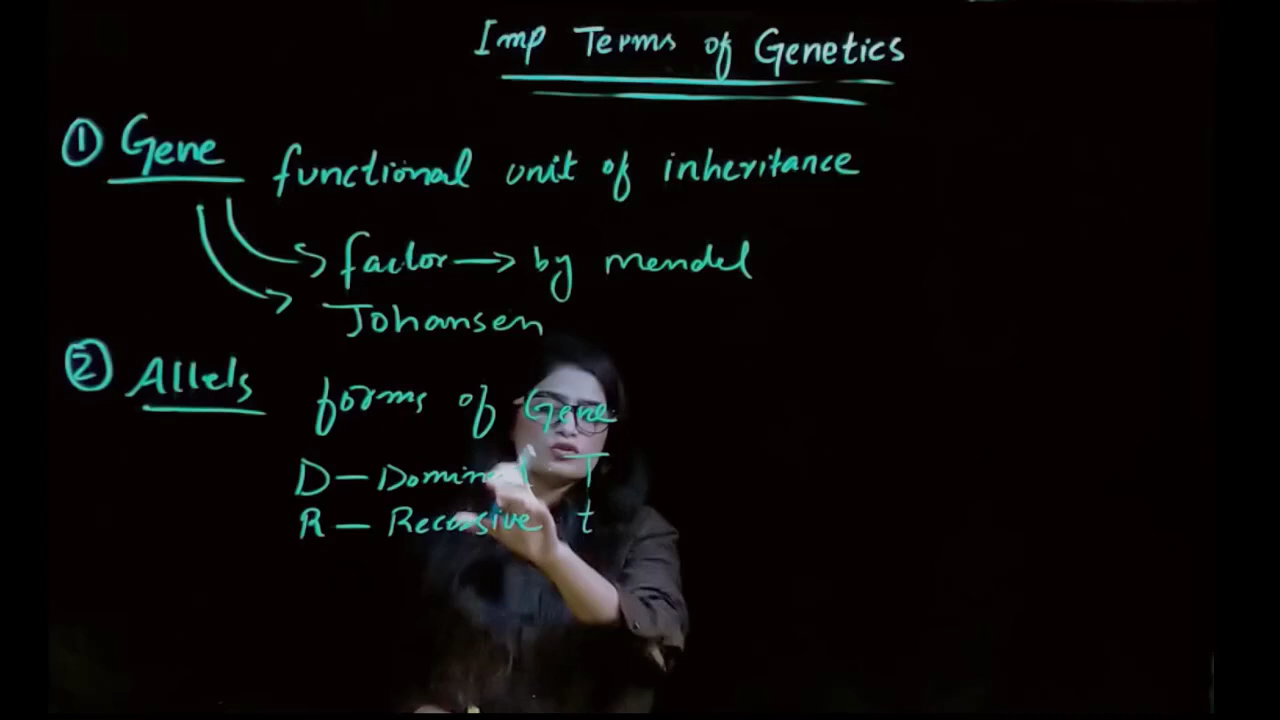 Imp Terms of Genetics
① Gene functional unit of inheritance
factor → by mendel
Johansen
② Allels forms of Gene
D — Dominant T
R — Recessive t